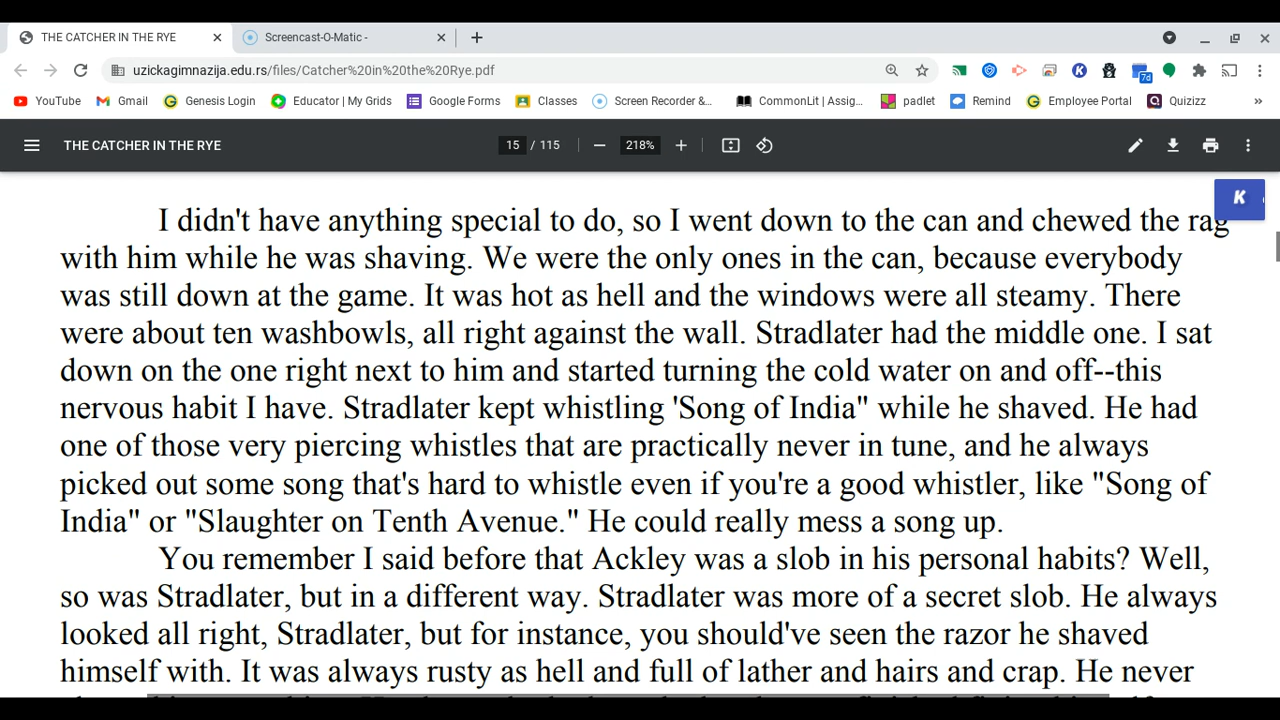 THE CATCHER IN THE RYE
Screencast-O-Matic -
uzickagimnazija.edu.rs/files/Catcher%20in%20the%20Rye.pdf
7d
YouTube Gmail Genesis Login Educator | My Grids Google Forms Classes Screen Recorder &... CommonLit | Assig... padlet Remind Employee Portal Quizizz »
THE CATCHER IN THE RYE 15 / 115 218%
K
I didn't have anything special to do, so I went down to the can and chewed the rag
with him while he was shaving. We were the only ones in the can, because everybody
was still down at the game. It was hot as hell and the windows were all steamy. There
were about ten washbowls, all right against the wall. Stradlater had the middle one. I sat
down on the one right next to him and started turning the cold water on and off--this
nervous habit I have. Stradlater kept whistling 'Song of India" while he shaved. He had
one of those very piercing whistles that are practically never in tune, and he always
picked out some song that's hard to whistle even if you're a good whistler, like "Song of
India" or "Slaughter on Tenth Avenue." He could really mess a song up.
You remember I said before that Ackley was a slob in his personal habits? Well,
so was Stradlater, but in a different way. Stradlater was more of a secret slob. He always
looked all right, Stradlater, but for instance, you should've seen the razor he shaved
himself with. It was always rusty as hell and full of lather and hairs and crap. He never